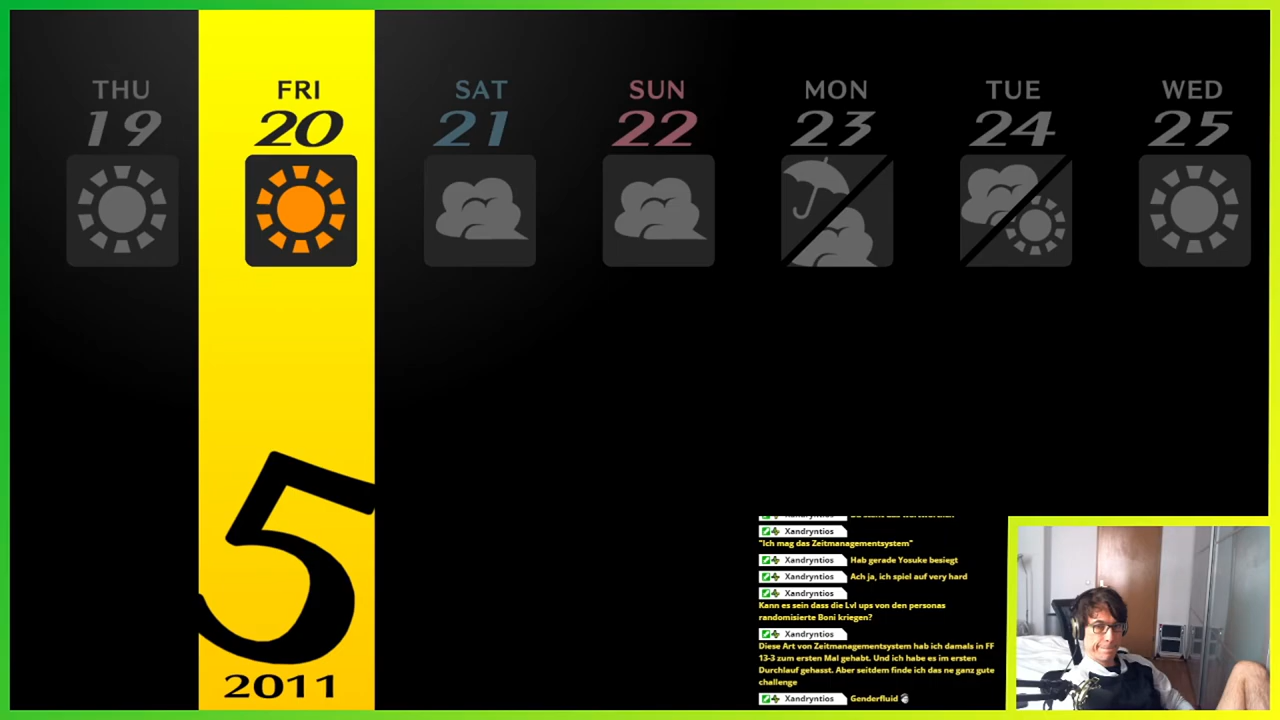 THU FRI SAT SUN MON TUE WED
19 20 21 22 23 24 25
5
2011
Xandryntios
"Ich mag das Zeitmanagementsystem"
Xandryntios Hab gerade Yosuke besiegt
Xandryntios Ach ja, ich spiel auf very hard
Xandryntios
Kann es sein dass die Lvl ups von den personas
randomisierte Boni kriegen?
Xandryntios
Diese Art von Zeitmanagementsystem hab ich damals in FF
13-3 zum ersten Mal gehabt. Und ich habe es im ersten
Durchlauf gehasst. Aber seitdem finde ich das ne ganz gute
challenge
Xandryntios Genderfluid